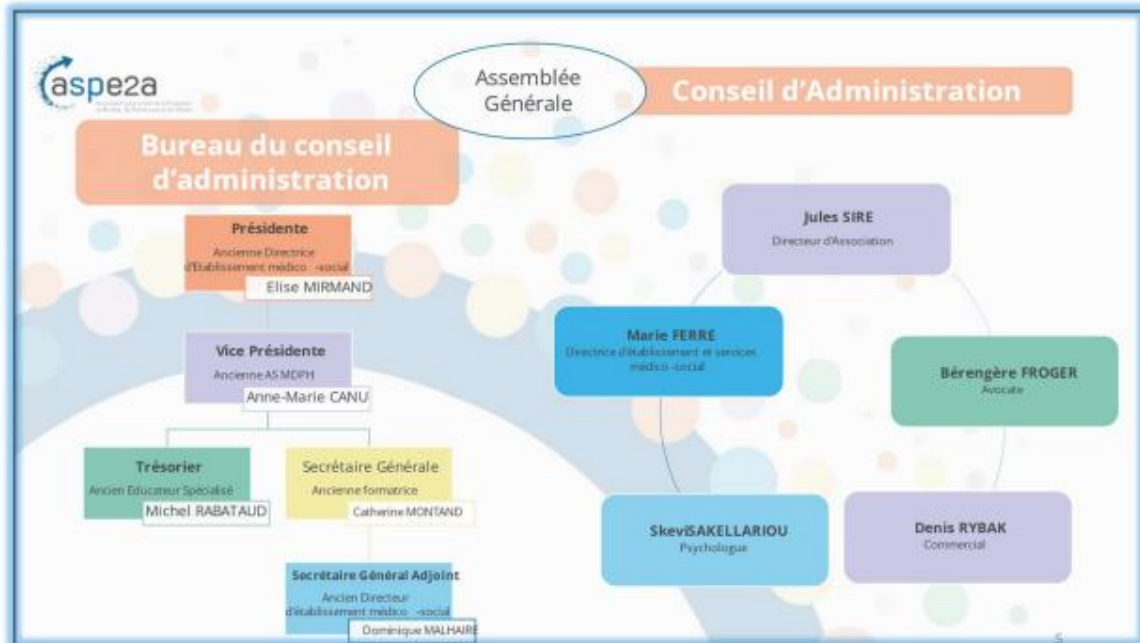 aspe2a
Assemblée
Générale
Conseil d'Administration
Bureau du conseil
d'administration
Présidente
Ancienne Directrice
d'Etablissement médico -social
Elise MIRMAND
Vice Présidente
Ancienne AS MDPH
Anne-Marie CANU
Trésorier
Ancien Educateur Spécialisé
Michel RABATAUD
Secrétaire Générale
Ancienne formatrice
Catherine MONTAND
Secrétaire Général Adjoint
Ancien Directeur
d'établissement médico -social
Dominique MALHAIRE
Jules SIRE
Directeur d'Association
Marie FERRE
Directrice d'établissement et services
médico -social
Bérengère FROGER
Avocate
SkeviSAKELLARIOU
Psychologue
Denis RYBAK
Commercial
5